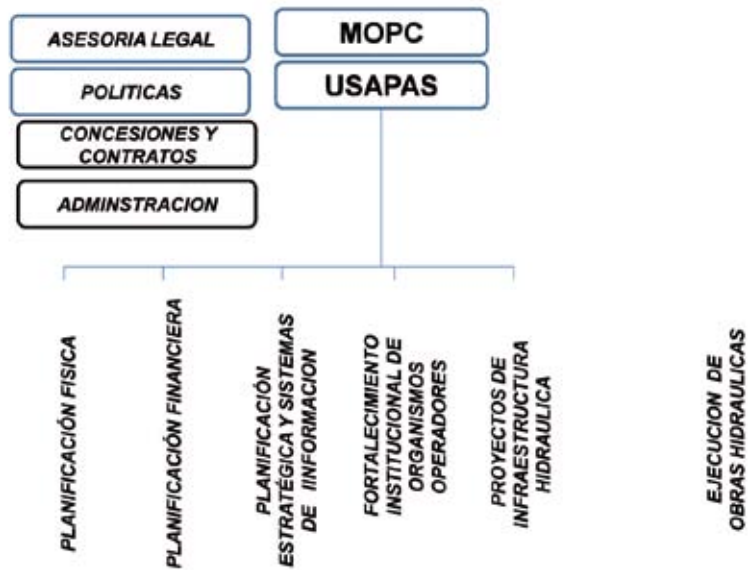 ASESORIA LEGAL
POLITICAS
CONCESIONES Y
CONTRATOS
ADMINSTRACION
MOPC
USAPAS
PLANIFICACIÓN FISICA
PLANIFICACIÓN FINANCIERA
PLANIFICACIÓN
ESTRATÉGICA Y SISTEMAS
DE IINFORMACION
FORTALECIMIENTO
INSTITUCIONAL DE
ORGANISMOS
OPERADORES
PROYECTOS DE
INFRAESTRUCTURA
HIDRAULICA
EJECUCION DE
OBRAS HIDRAULICAS